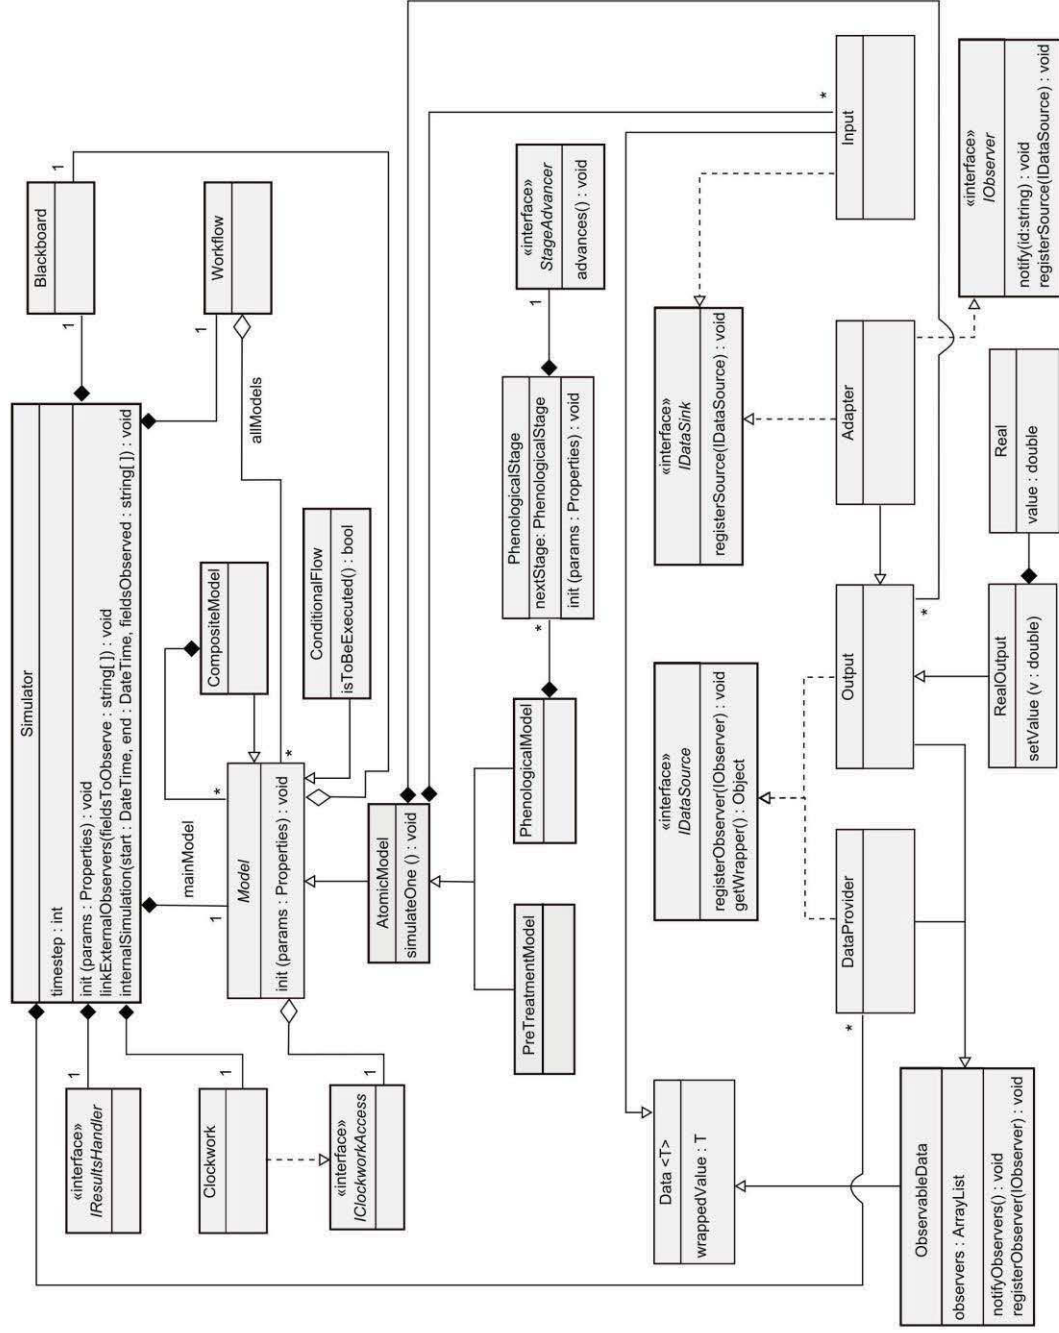 Simulator
timestep : int
init (params : Properties) : void
linkExternalObservers(fieldsToObserve : string[ ]) : void
internalSimulation(start : DateTime, end : DateTime, fieldsObserved : string[ ]) : void
Blackboard
1
1
«interface»
IResultsHandler
1
Clockwork
1
«interface»
IClockworkAccess
1
mainModel
1
*
*
Model
init (params : Properties) : void
CompositeModel
ConditionalFlow
isToBeExecuted() : bool
allModels
Workflow
1
AtomicModel
simulateOne () : void
PreTreatmentModel
PhenologicalModel
*
PhenologicalStage
nextStage: PhenologicalStage
init (params : Properties) : void
1
«interface»
StageAdvancer
advances() : void
Data <T>
wrappedValue : T
«interface»
IDataSource
registerObserver(IObserver) : void
getWrapper() : Object
«interface»
IDataSink
registerSource(IDataSource) : void
*
DataProvider
Output
*
Adapter
Input
*
ObservableData
observers : ArrayList
notifyObservers() : void
registerObserver(IObserver) : void
RealOutput
setValue (v : double)
Real
value : double
«interface»
IObserver
notify(id:string) : void
registerSource(IDataSource) : void